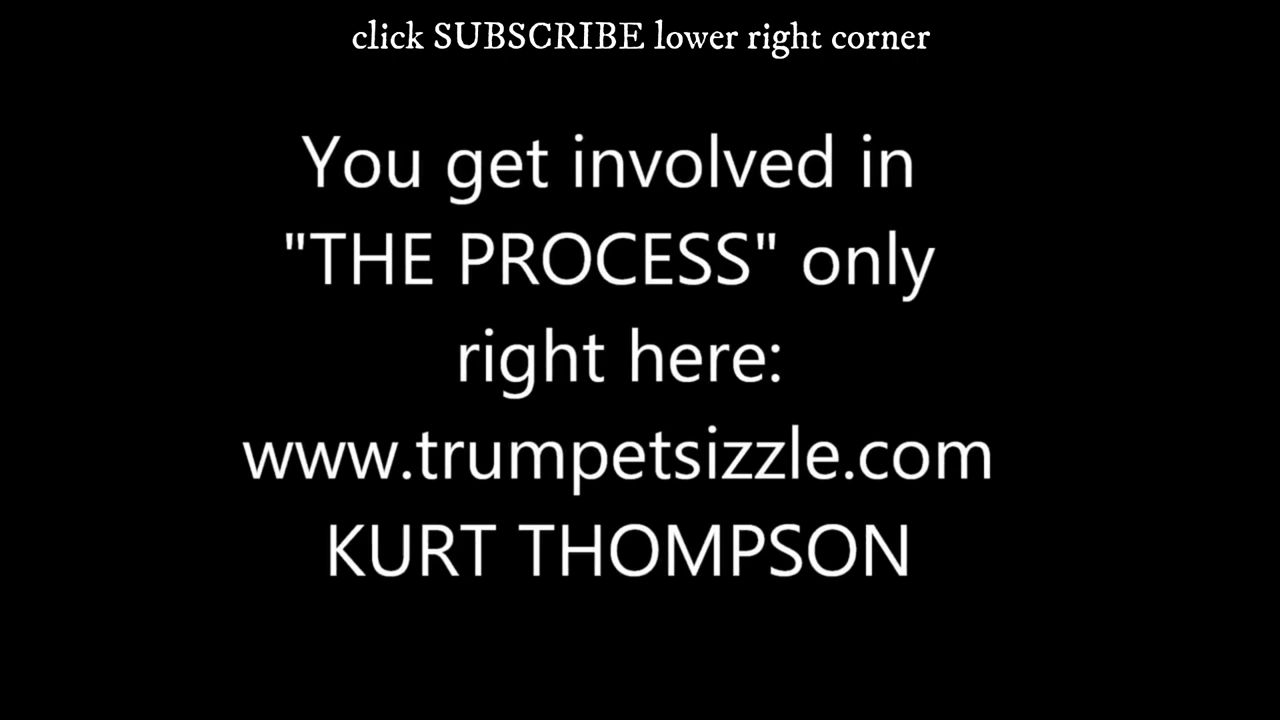 click SUBSCRIBE lower right corner
You get involved in
"THE PROCESS" only
right here:
www.trumpetsizzle.com
KURT THOMPSON